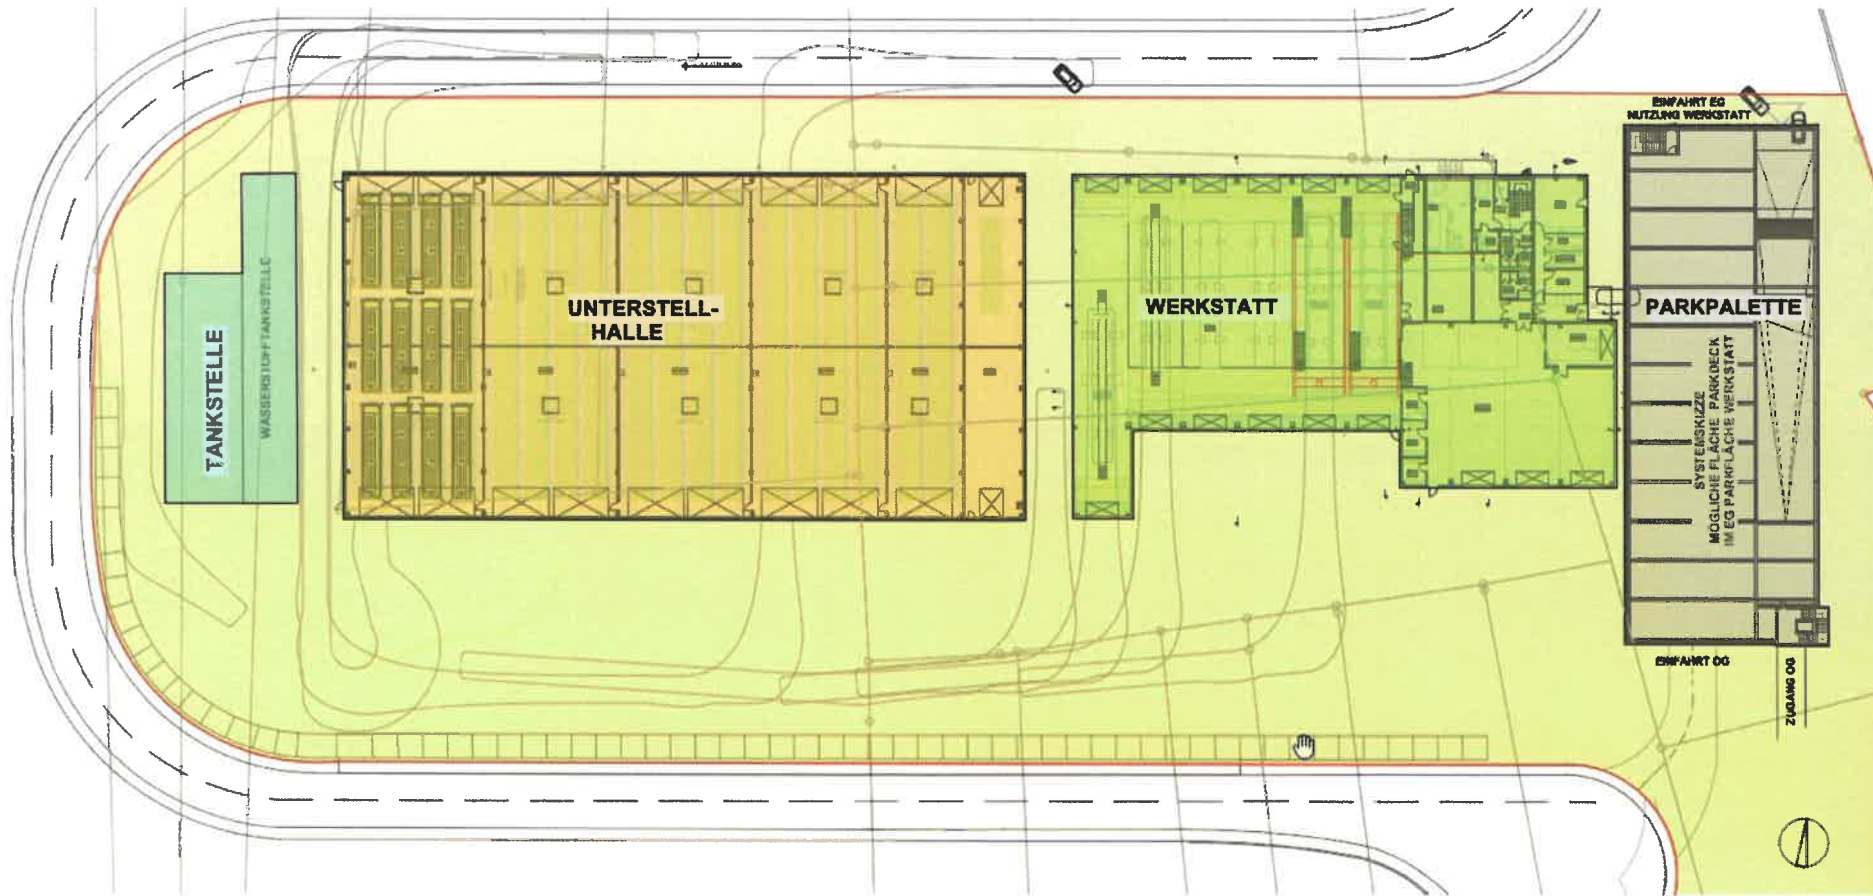 EINFAHRT EG
NUTZUNG WERKSTATT
TANKSTELLE
WASSERSTOFFTANKSTELLE
UNTERSTELL-
HALLE
WERKSTATT
PARKPALETTE
SYSTEMSKIZZE
MÖGLICHE FLÄCHE PARKDECK
IM EG PARKFLÄCHE WERKSTATT
EINFAHRT OG
ZUGANG OG